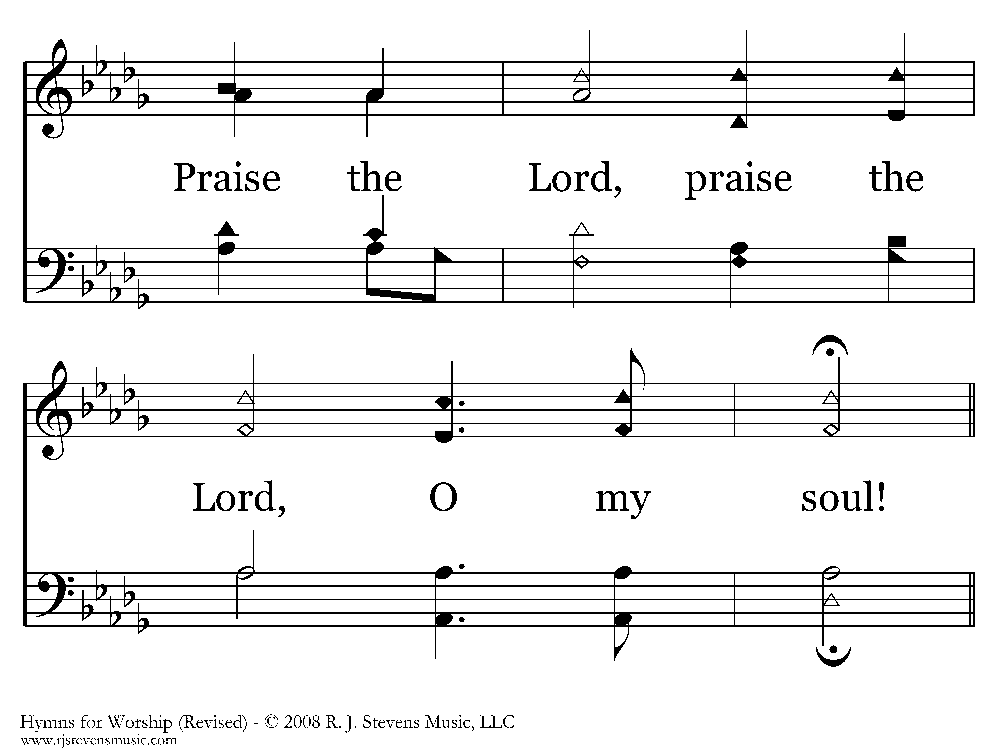 Praise the Lord, praise the
Lord, O my soul!
Hymns for Worship (Revised) - © 2008 R. J. Stevens Music, LLC
www.rjstevensmusic.com